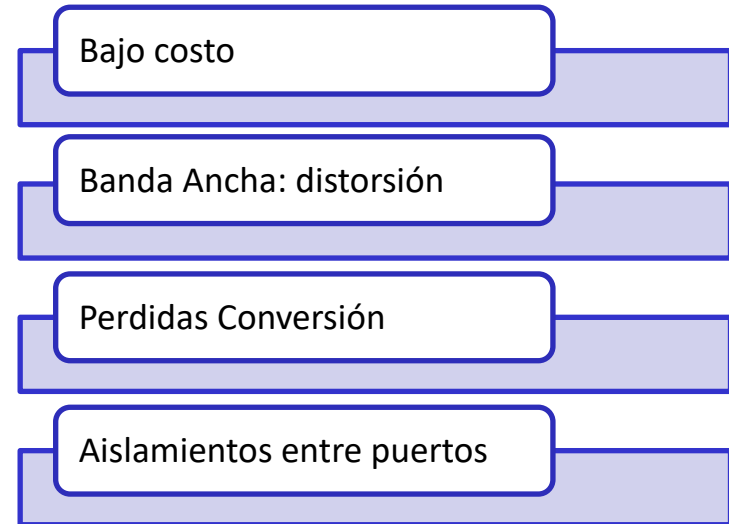 Bajo costo
Banda Ancha: distorsión
Perdidas Conversión
Aislamientos entre puertos